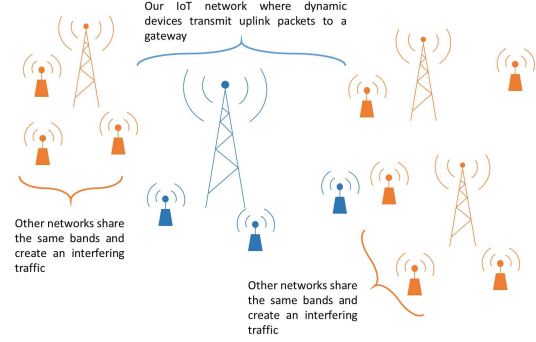 Our IoT network where dynamic
devices transmit uplink packets to a
gateway
Other networks share
the same bands and
create an interfering
traffic
Other networks share
the same bands and
create an interfering
traffic